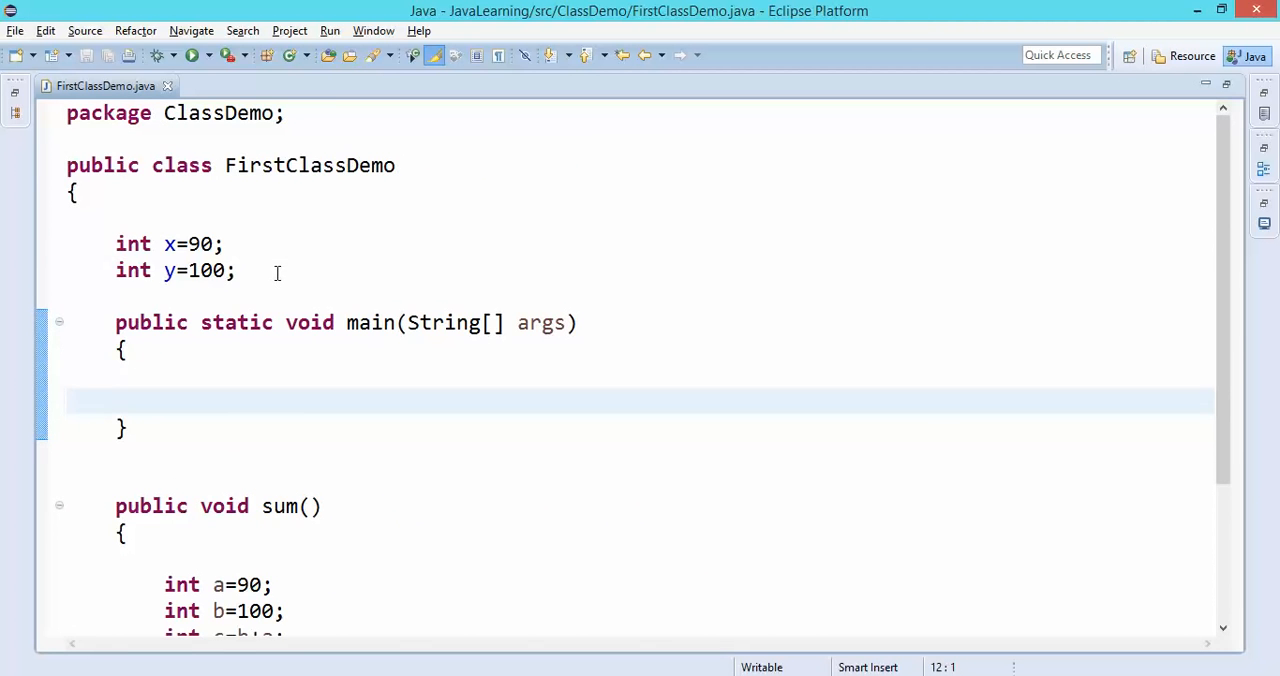 Java - JavaLearning/src/ClassDemo/FirstClassDemo.java - Eclipse Platform
File Edit Source Refactor Navigate Search Project Run Window Help
Quick Access Resource Java
FirstClassDemo.java
package ClassDemo;
public class FirstClassDemo
{
int x=90;
int y=100;
public static void main(String[] args)
{
}
public void sum()
{
int a=90;
int b=100;
Writable Smart Insert 12 : 1